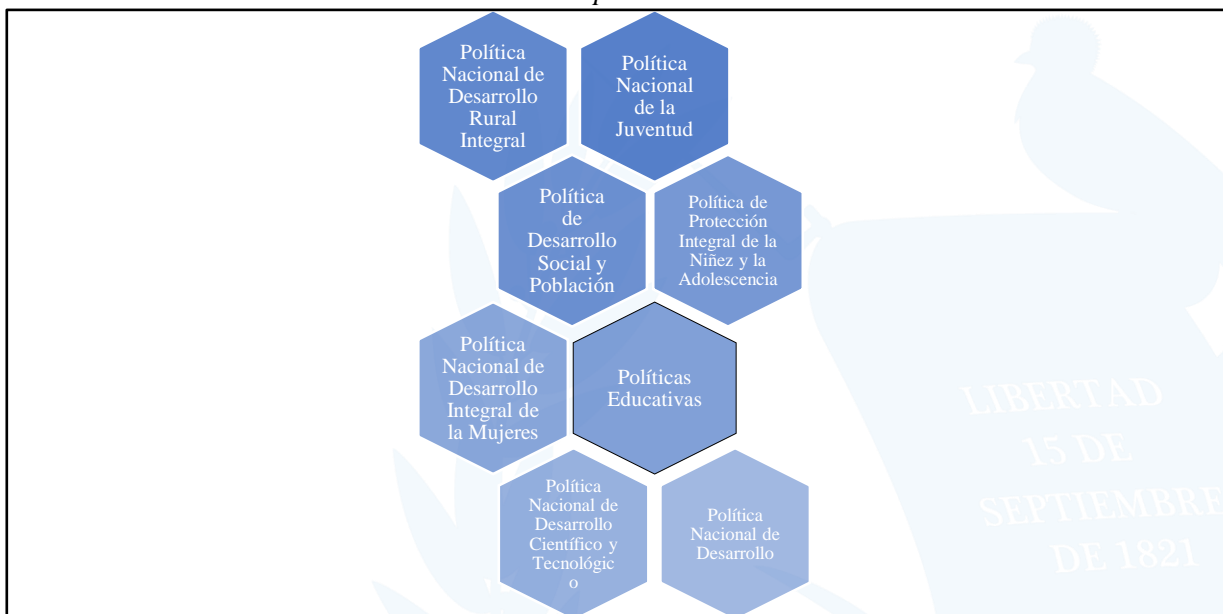 Política
Nacional de
Desarrollo
Rural
Integral
Política
Nacional
de la
Juventud
Política
de
Desarrollo
Social y
Población
Política de
Protección
Integral de la
Niñez y la
Adolescencia
Política
Nacional de
Desarrollo
Integral de
la Mujeres
Políticas
Educativas
Política
Nacional de
Desarrollo
Científico y
Tecnológic
o
Política
Nacional de
Desarrollo
LIBERTAD
15 DE
SEPTIEMBRE
DE 1821